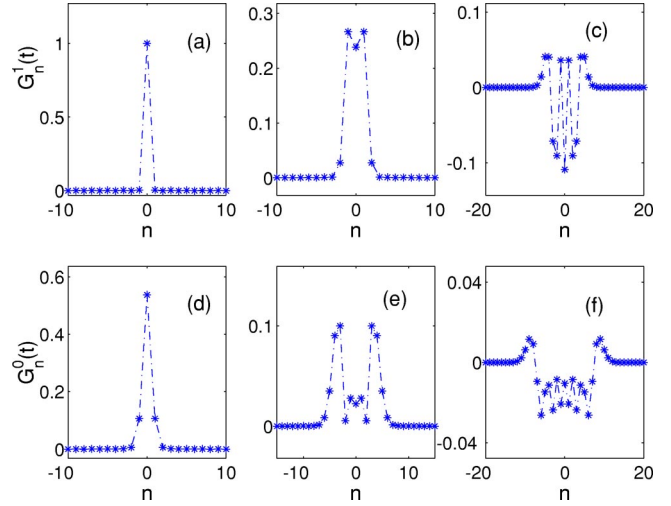 (a) (b) (c)
1 0.3 0.1
0.2
0.5 0
0.1
0 0 -0.1
-10 0 10 -10 0 10 -20 0 20
n n n
G_n^1(t)
(d) (e) (f)
0.6 0.04
0.4 0.1
0
0.2
0 0 -0.04
-10 0 10 -10 0 10 -20 0 20
n n n
G_n^0(t)